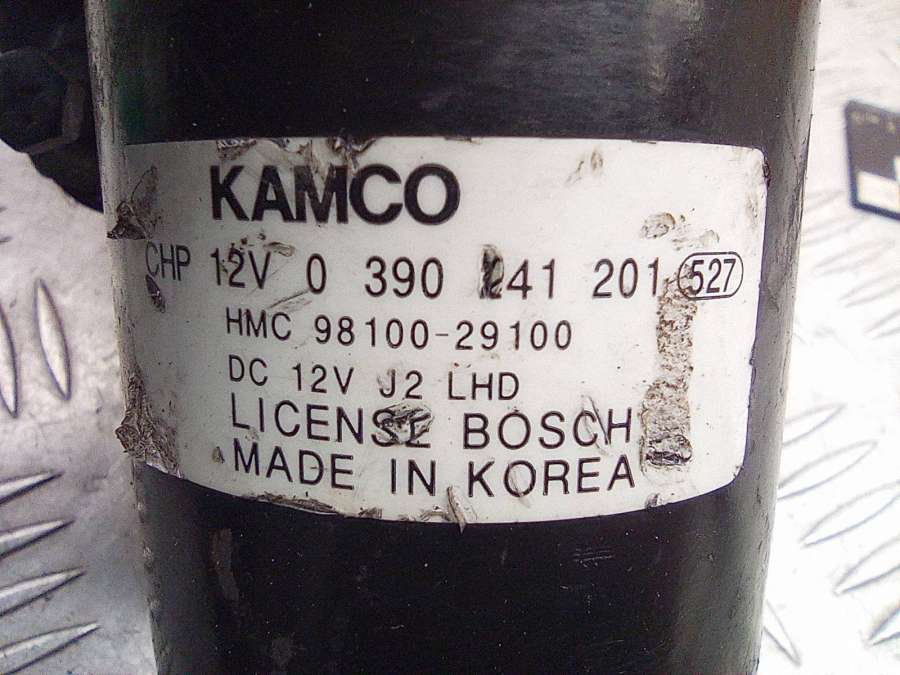 KAMCO
CHP 12V 0 390 241 201 527
HMC 98100-29100
DC 12V J2 LHD
LICENSE BOSCH
MADE IN KOREA